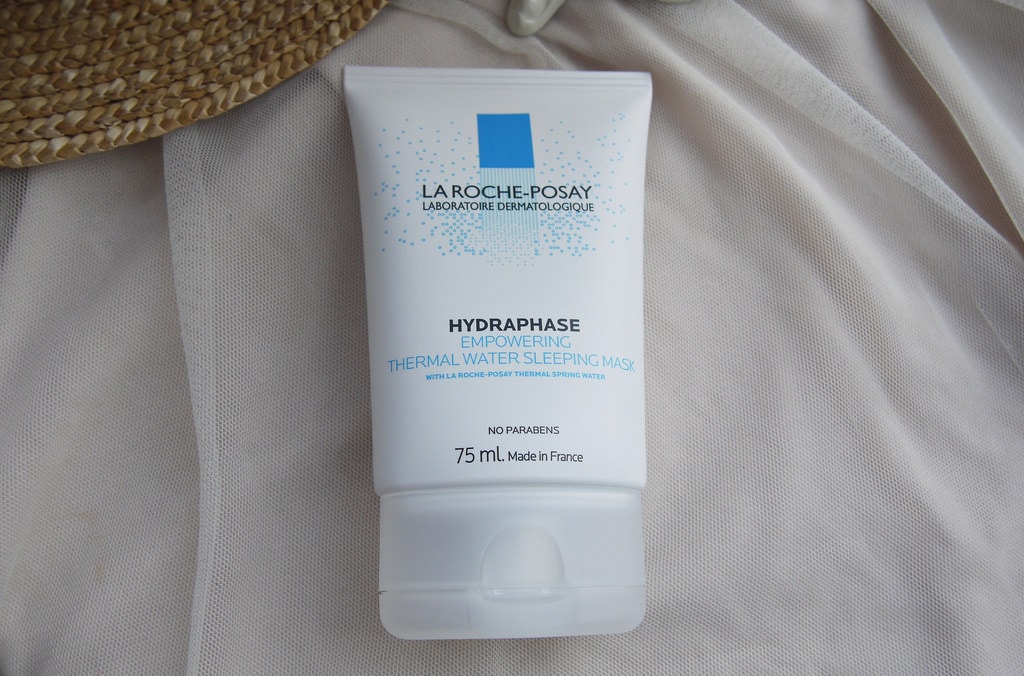 LA ROCHE-POSAY
LABORATOIRE DERMATOLOGIQUE
HYDRAPHASE
EMPOWERING
THERMAL WATER SLEEPING MASK
WITH LA ROCHE-POSAY THERMAL SPRING WATER
NO PARABENS
75 ml. Made in France